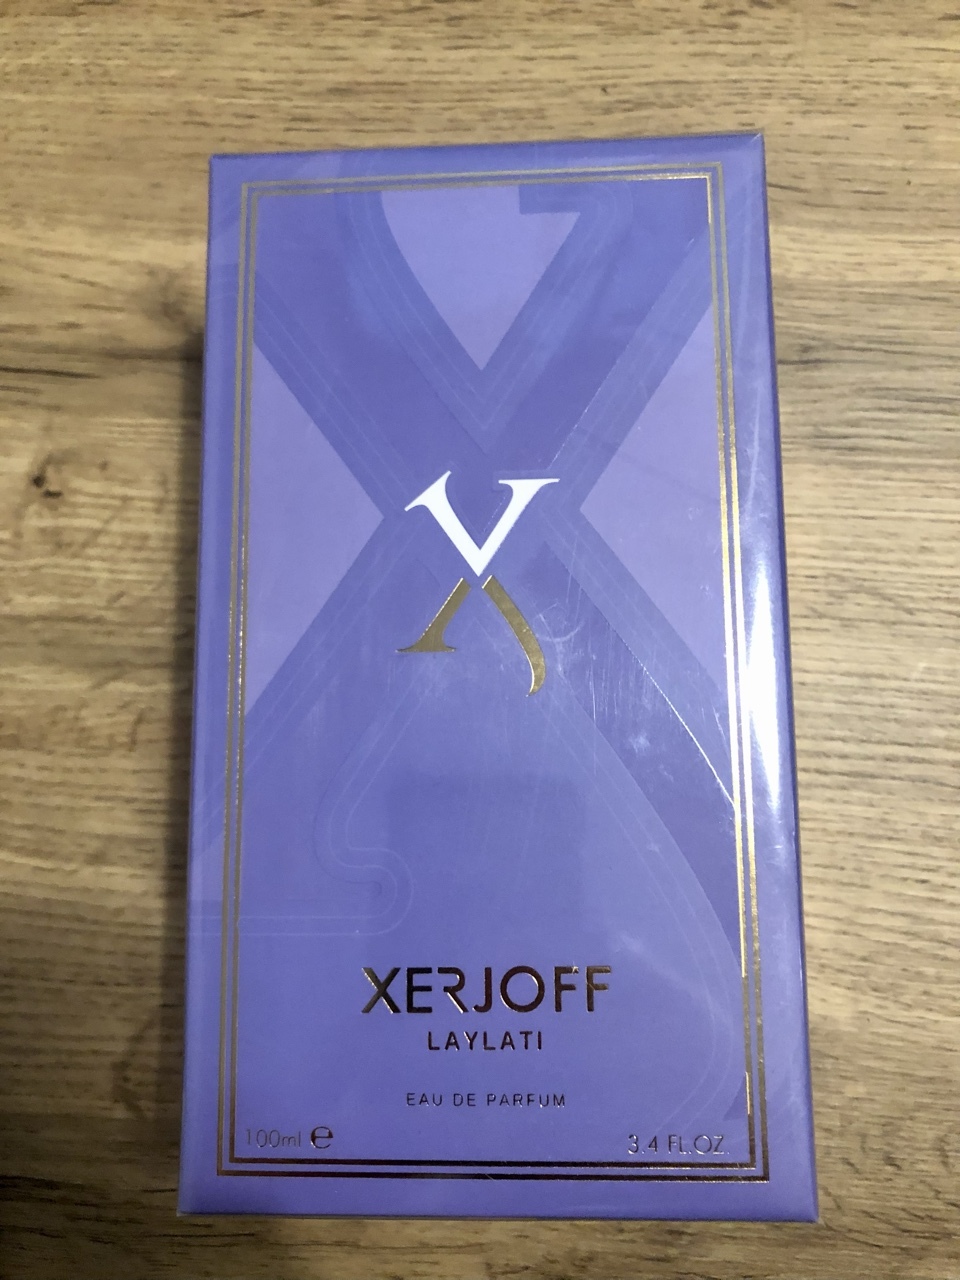 X
XERJOFF
LAYLATI
EAU DE PARFUM
100ml ℮
3.4 FL.OZ.